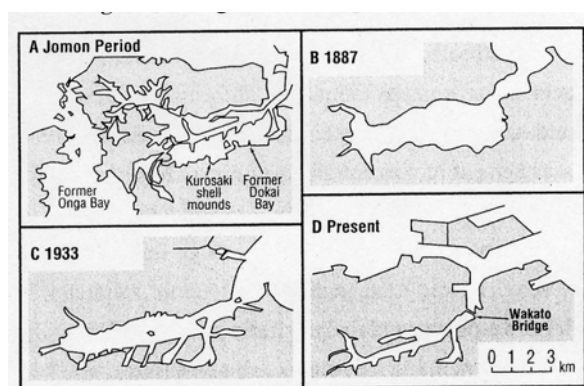 A Jomon Period
Former
Onga Bay
Kurosaki
shell
mounds
Former
Dokai
Bay
B 1887
C 1933
D Present
Wakato
Bridge
0 1 2 3
km